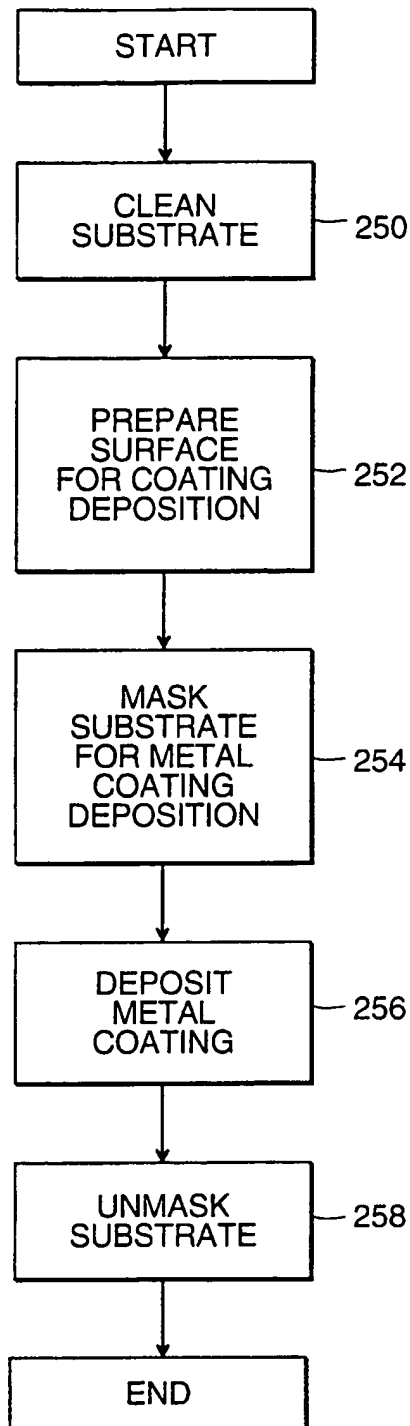 START
CLEAN
SUBSTRATE
250
PREPARE
SURFACE
FOR COATING
DEPOSITION
252
MASK
SUBSTRATE
FOR METAL
COATING
DEPOSITION
254
DEPOSIT
METAL
COATING
256
UNMASK
SUBSTRATE
258
END